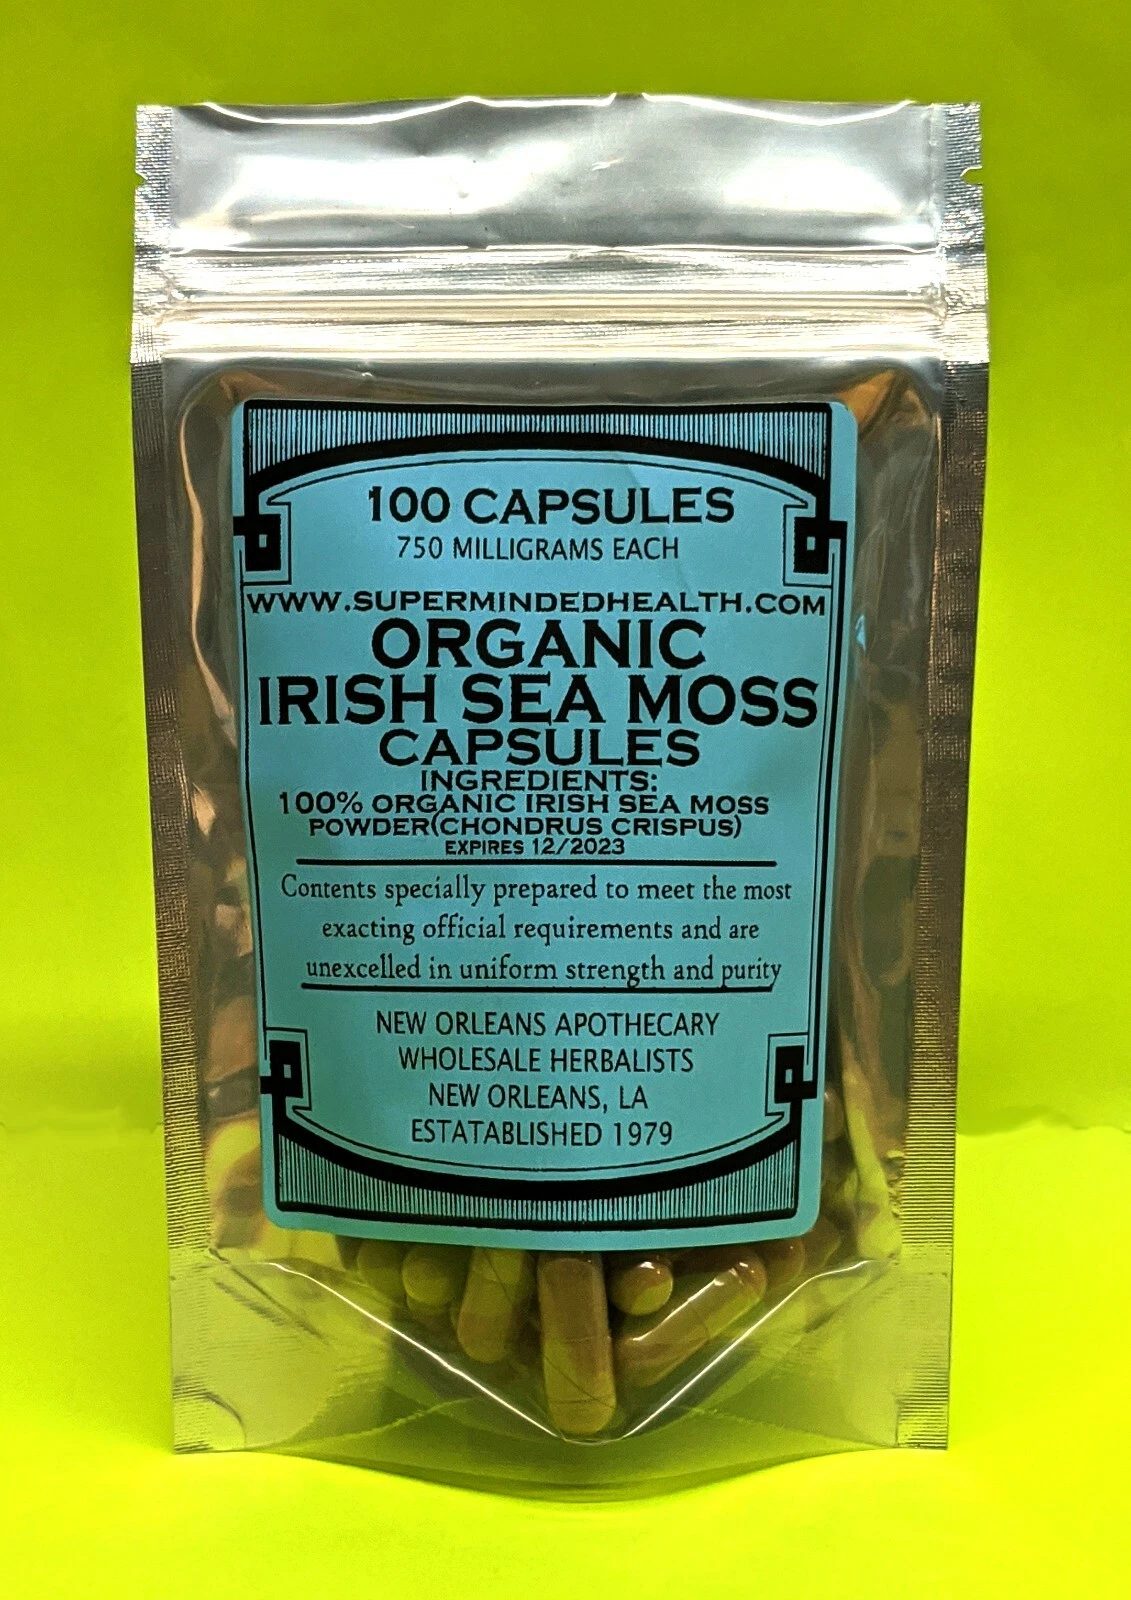 100 CAPSULES
750 MILLIGRAMS EACH
WWW.SUPERMINDEDHEALTH.COM
ORGANIC
IRISH SEA MOSS
CAPSULES
INGREDIENTS:
100% ORGANIC IRISH SEA MOSS
POWDER(CHONDRUS CRISPUS)
EXPIRES 12/2023
Contents specially prepared to meet the most
exacting official requirements and are
unexcelled in uniform strength and purity
NEW ORLEANS APOTHECARY
WHOLESALE HERBALISTS
NEW ORLEANS, LA
ESTATABLISHED 1979